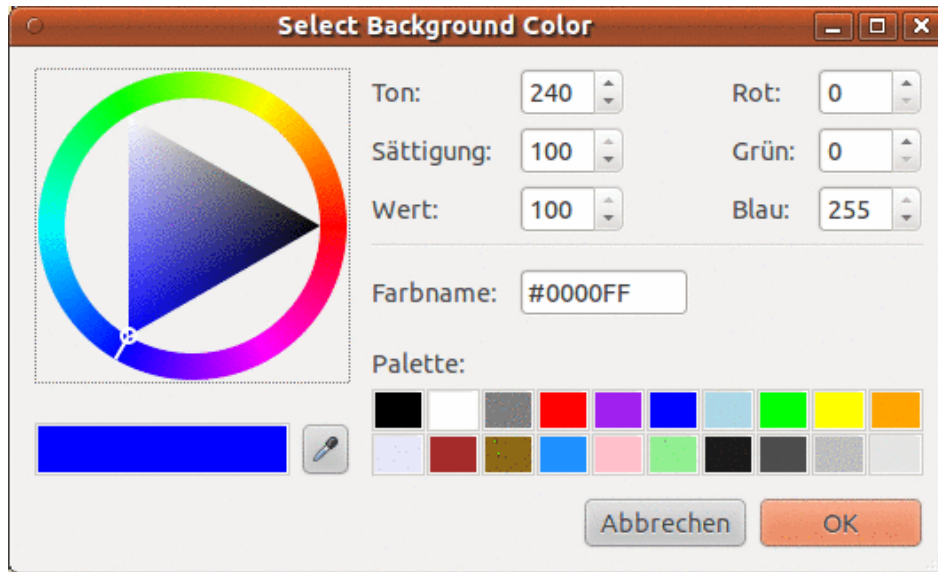 Select Background Color
Ton: 240 Rot: 0
Sättigung: 100 Grün: 0
Wert: 100 Blau: 255
Farbname: #0000FF
Palette:
Abbrechen OK